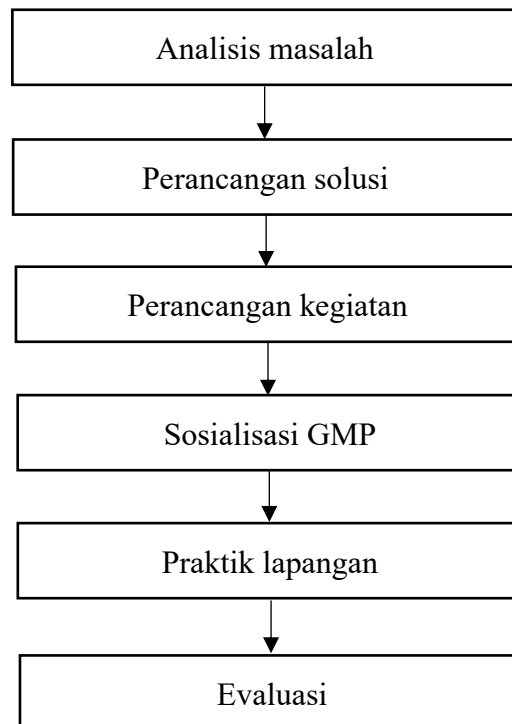 Analisis masalah
Perancangan solusi
Perancangan kegiatan
Sosialisasi GMP
Praktik lapangan
Evaluasi